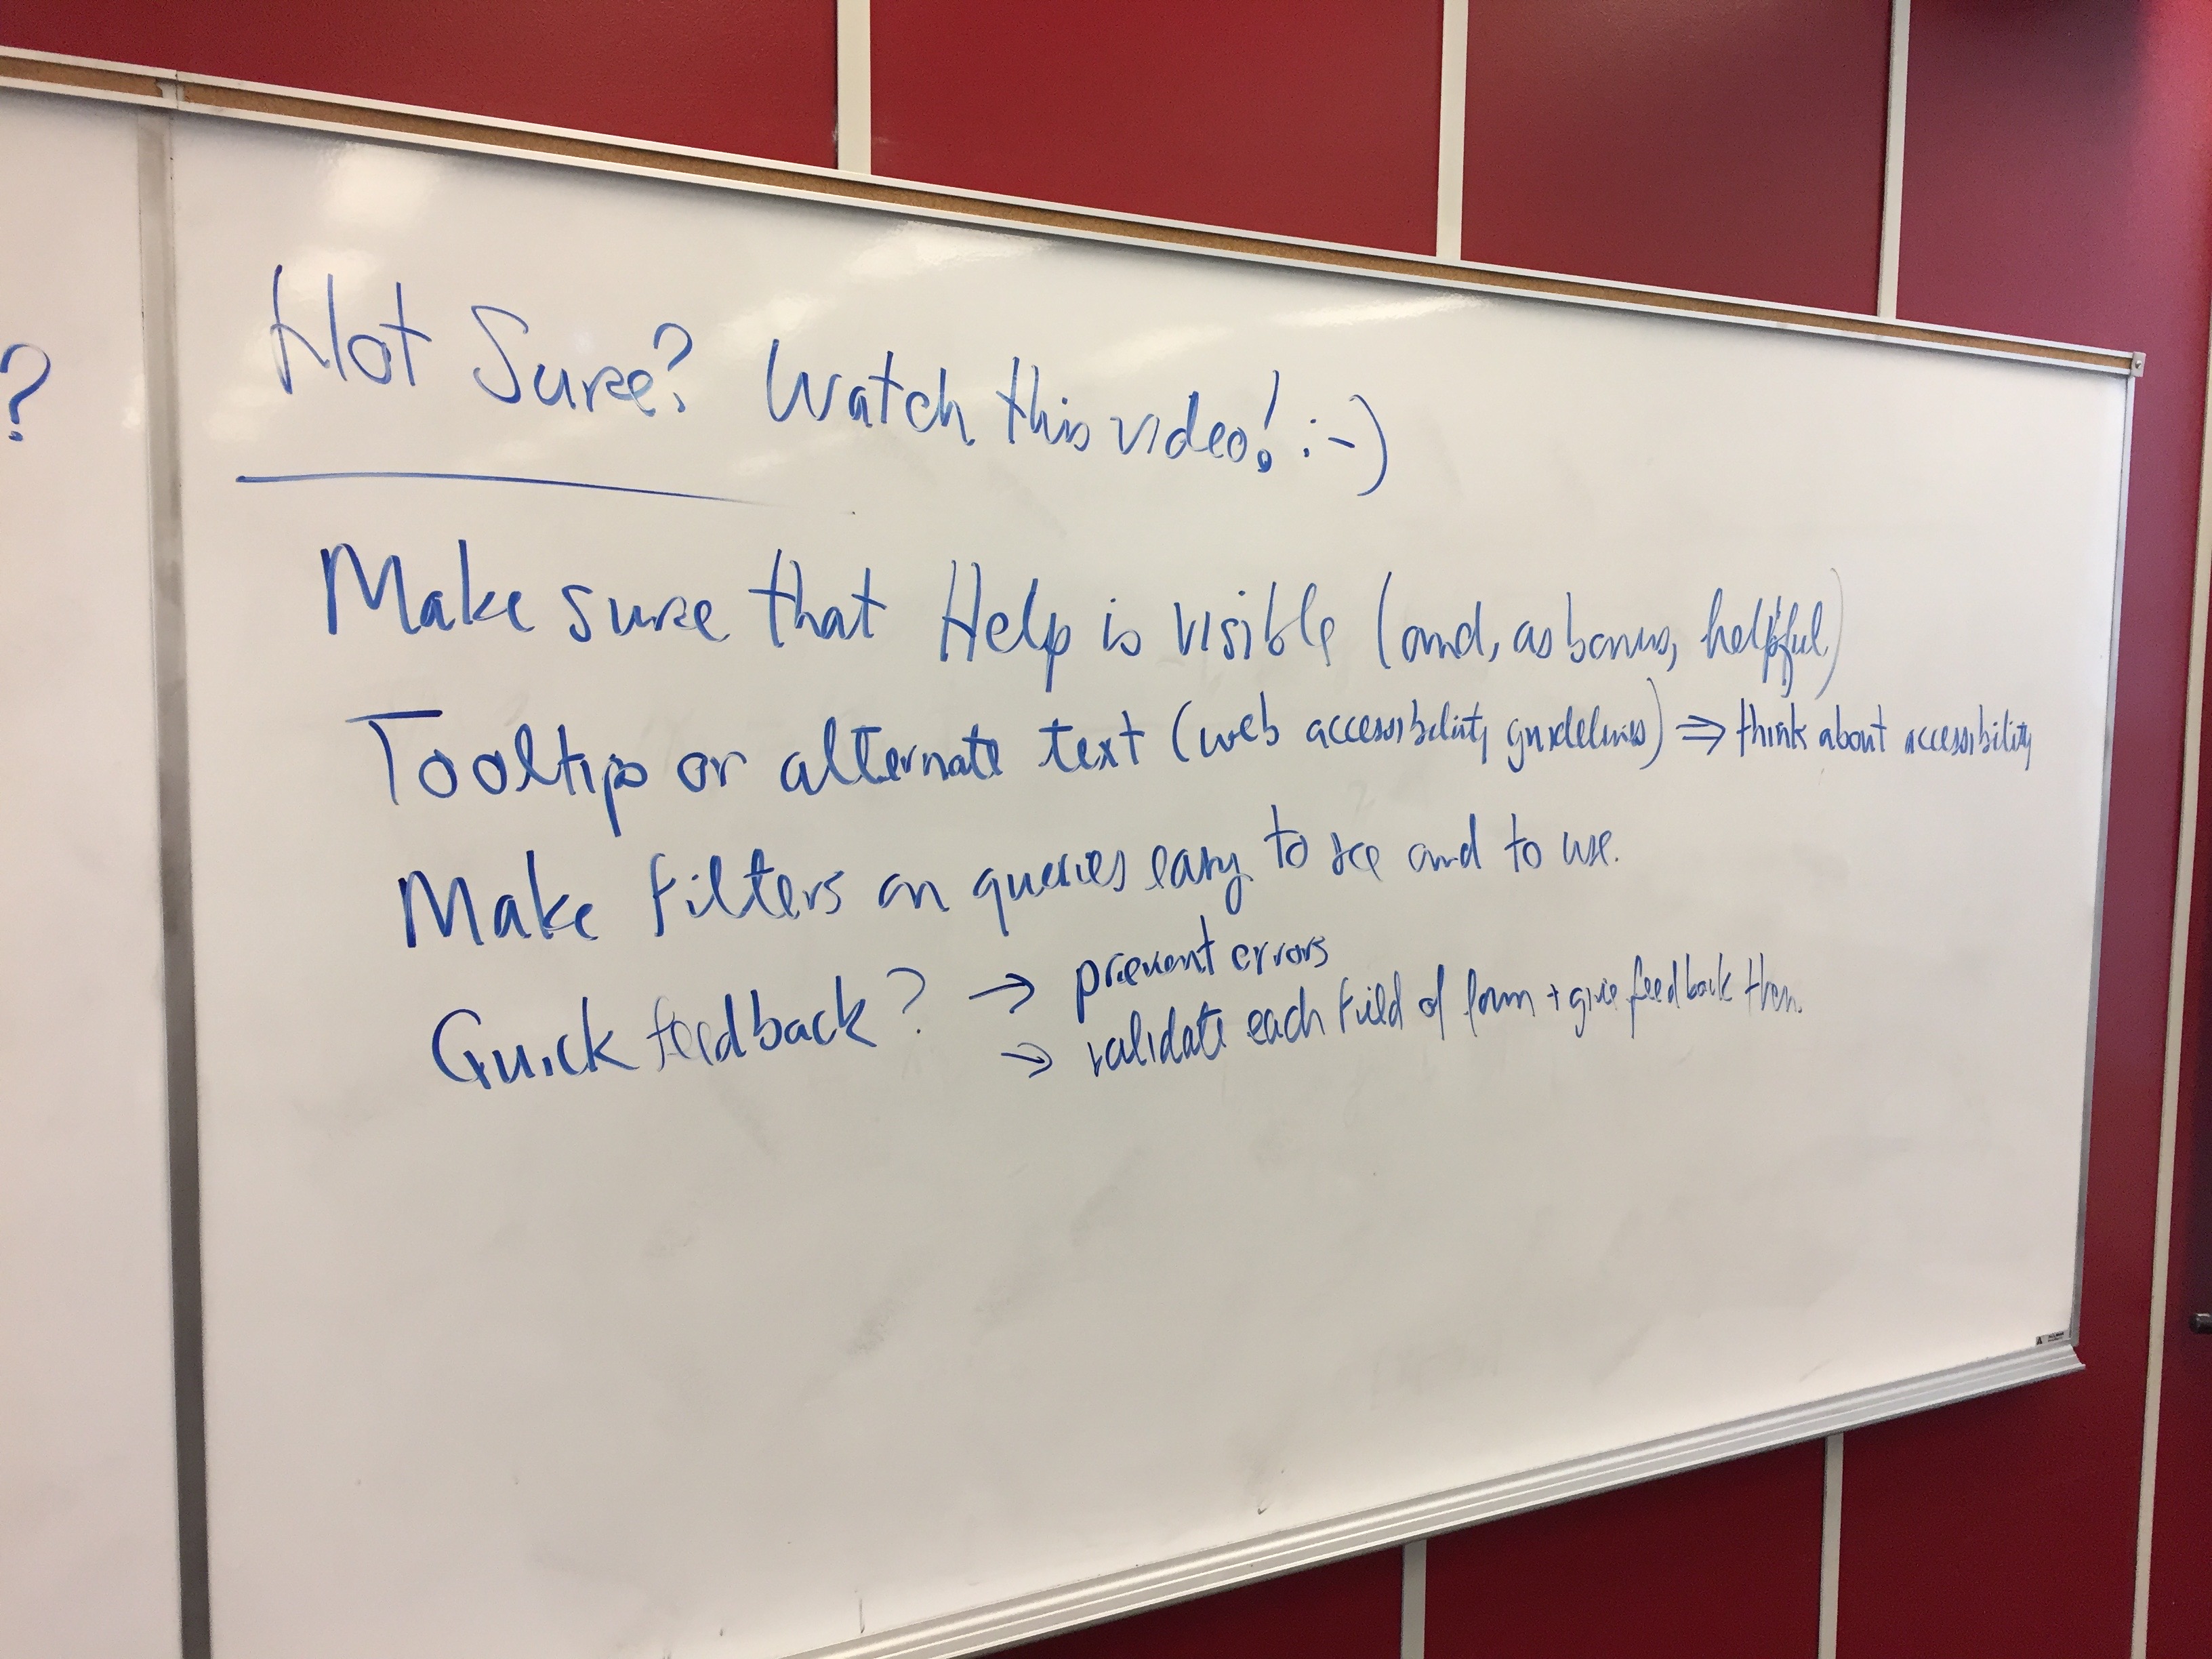 ?
Not Sure? Watch this video! :-)
Make sure that Help is visible (and, as bonus, helpful)
Tooltip or alternate text (web accessibility guidelines) ⇒ think about accessibility
Make filters on queries easy to see and to use.
Quick feedback? → prevent errors
→ validate each field of form + give feedback then.